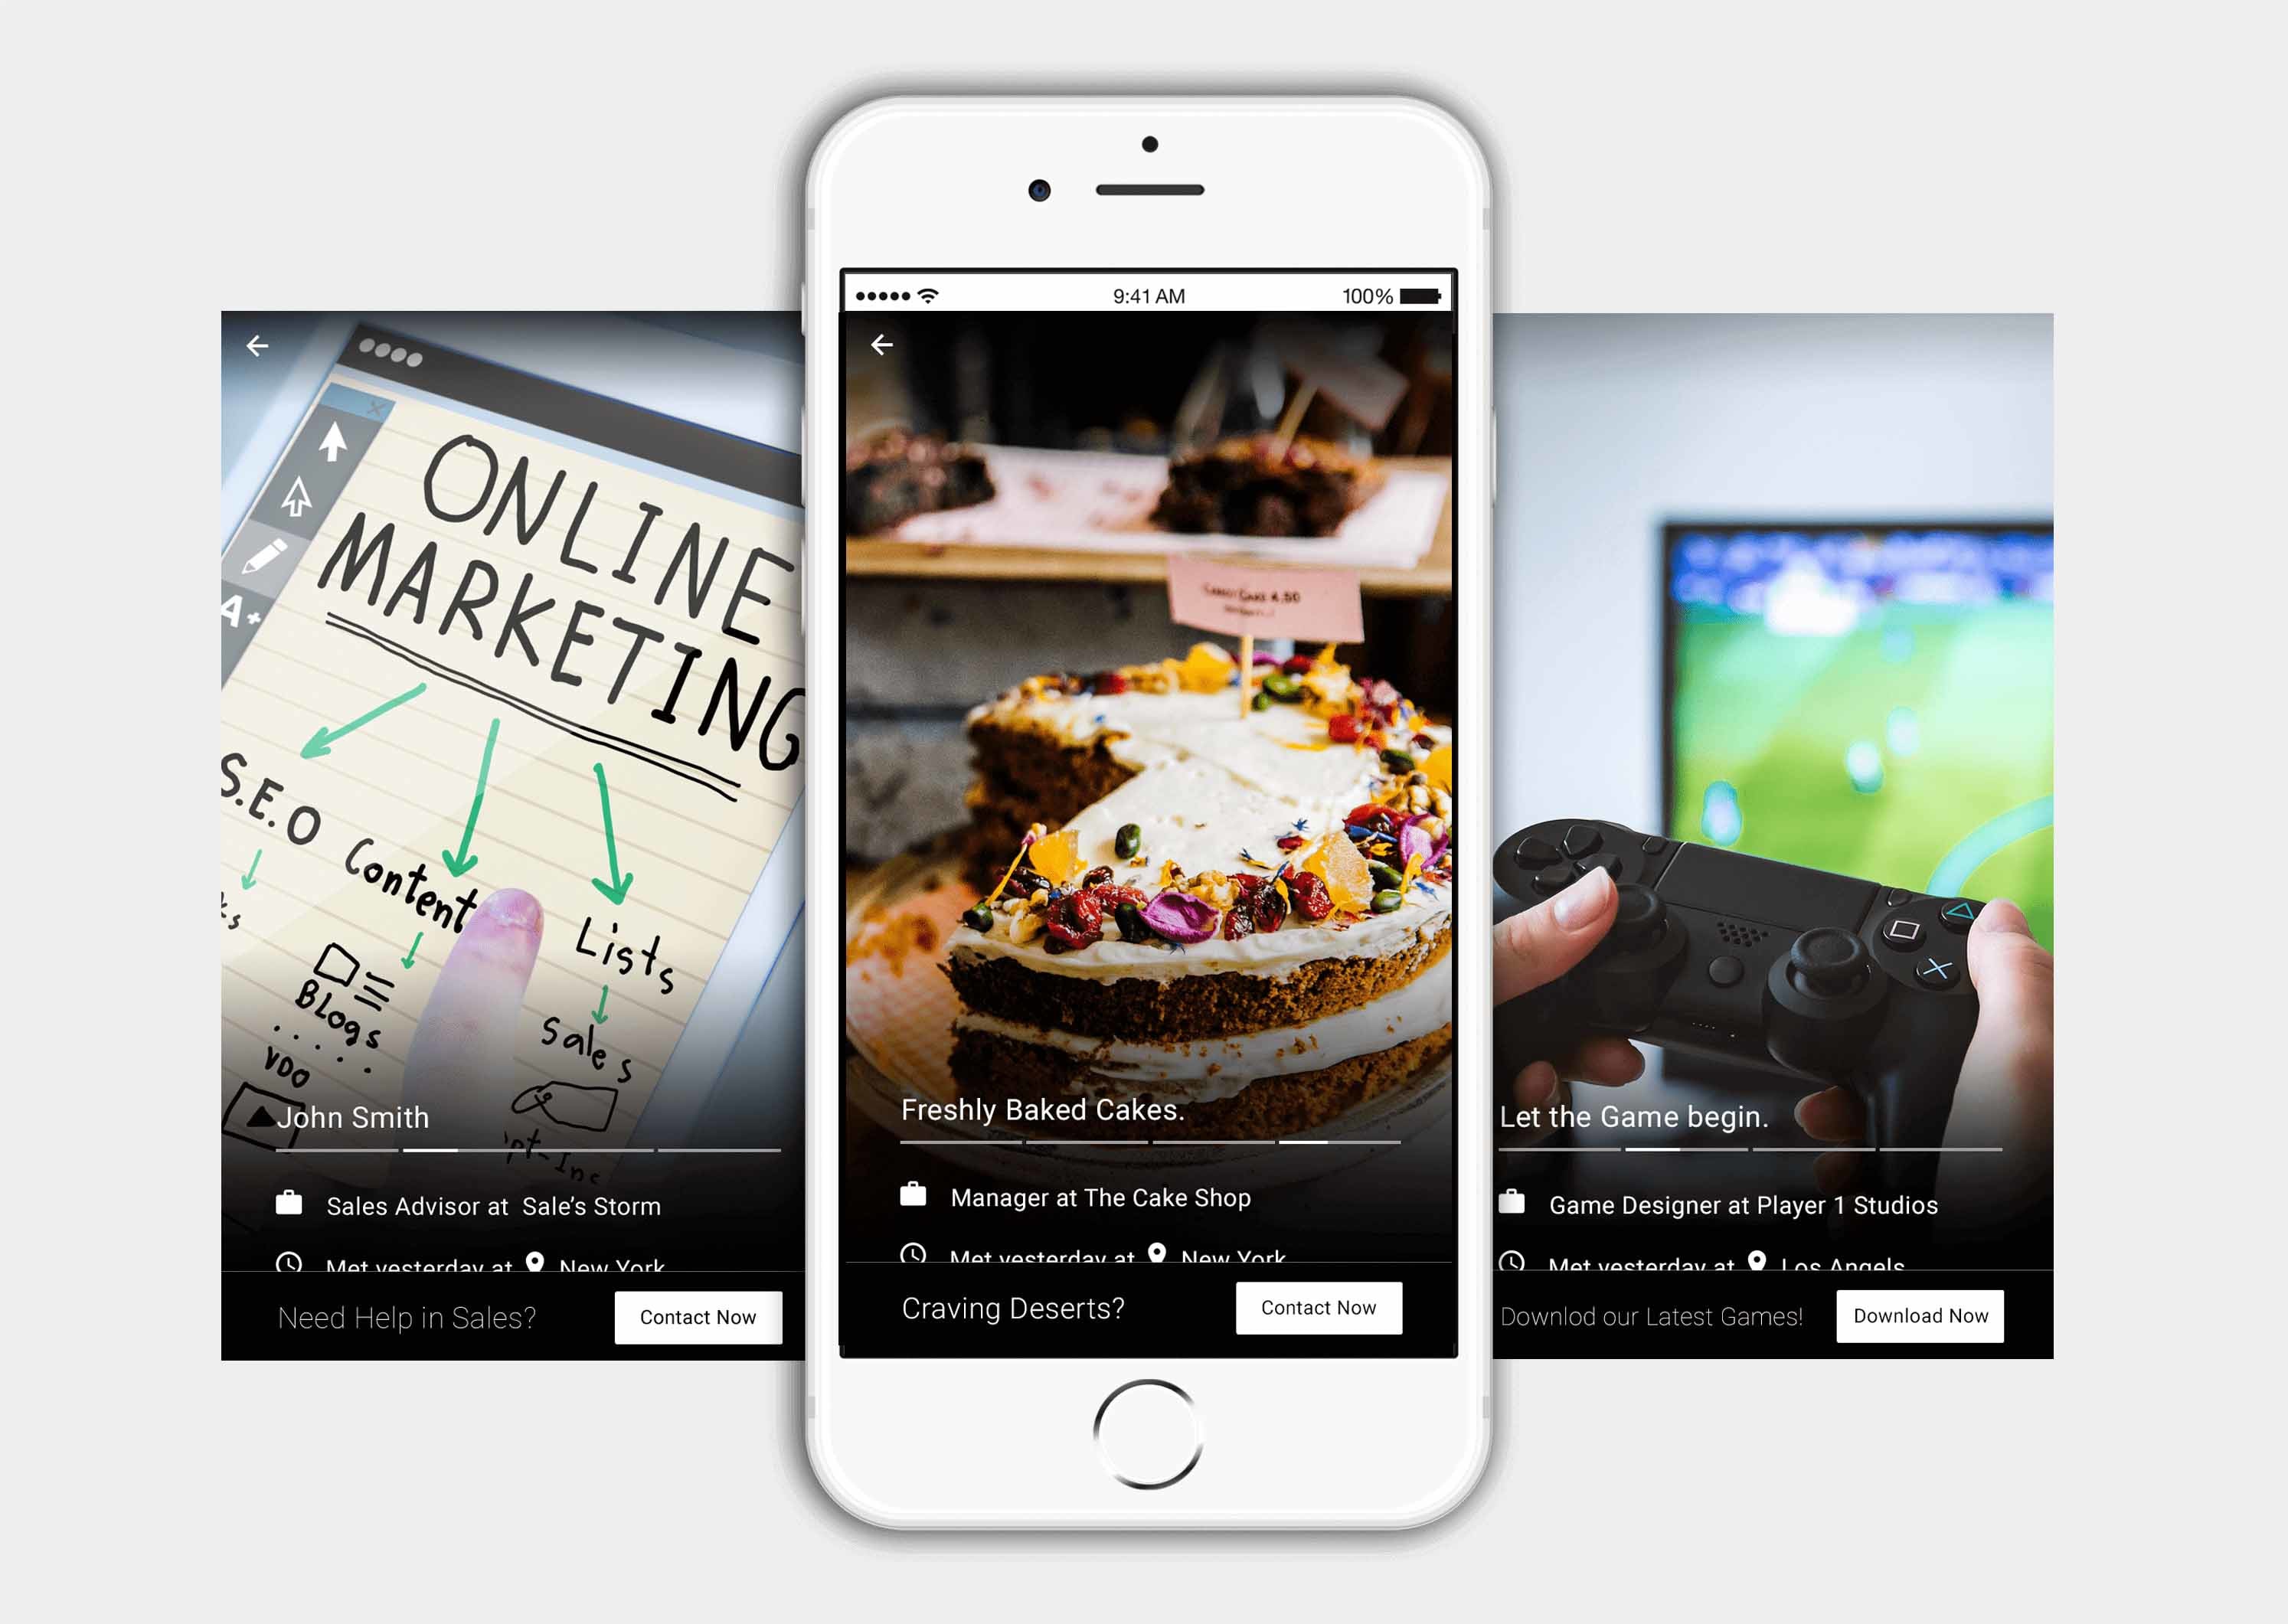 9:41 AM
100%
ONLINE
MARKETING
S.E.O
Content
Lists
Blogs
Sales
VDO
John Smith
Sales Advisor at Sale's Storm
Met yesterday at New York
Need Help in Sales?
Contact Now
4.50
Freshly Baked Cakes.
Manager at The Cake Shop
Met yesterday at New York
Craving Deserts?
Contact Now
Let the Game begin.
Game Designer at Player 1 Studios
Met yesterday at Los Angels
Downlod our Latest Games!
Download Now